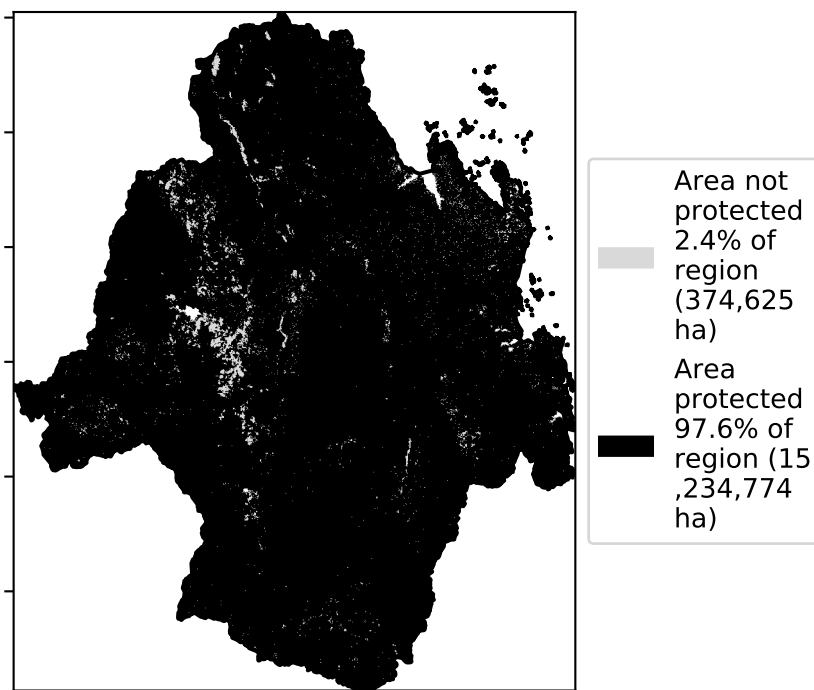 Area not
protected
2.4% of
region
(374,625
ha)
Area
protected
97.6% of
region (15
,234,774
ha)